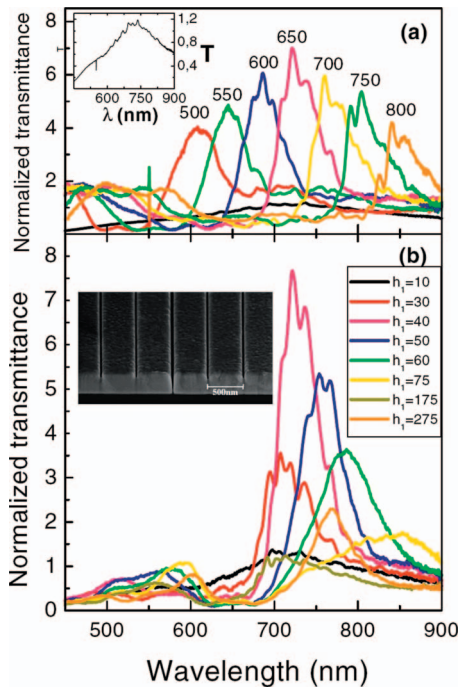 1,2
0,8
0,4
T
T
500 750 900
λ (nm)
(a)
500
550
600
650
700
750
800
8
6
4
2
Normalized transmittance
(b)
8
7
6
5
4
3
2
1
0
Normalized transmittance
h1=10
h1=30
h1=40
h1=50
h1=60
h1=75
h1=175
h1=275
500nm
500 600 700 800 900
Wavelength (nm)